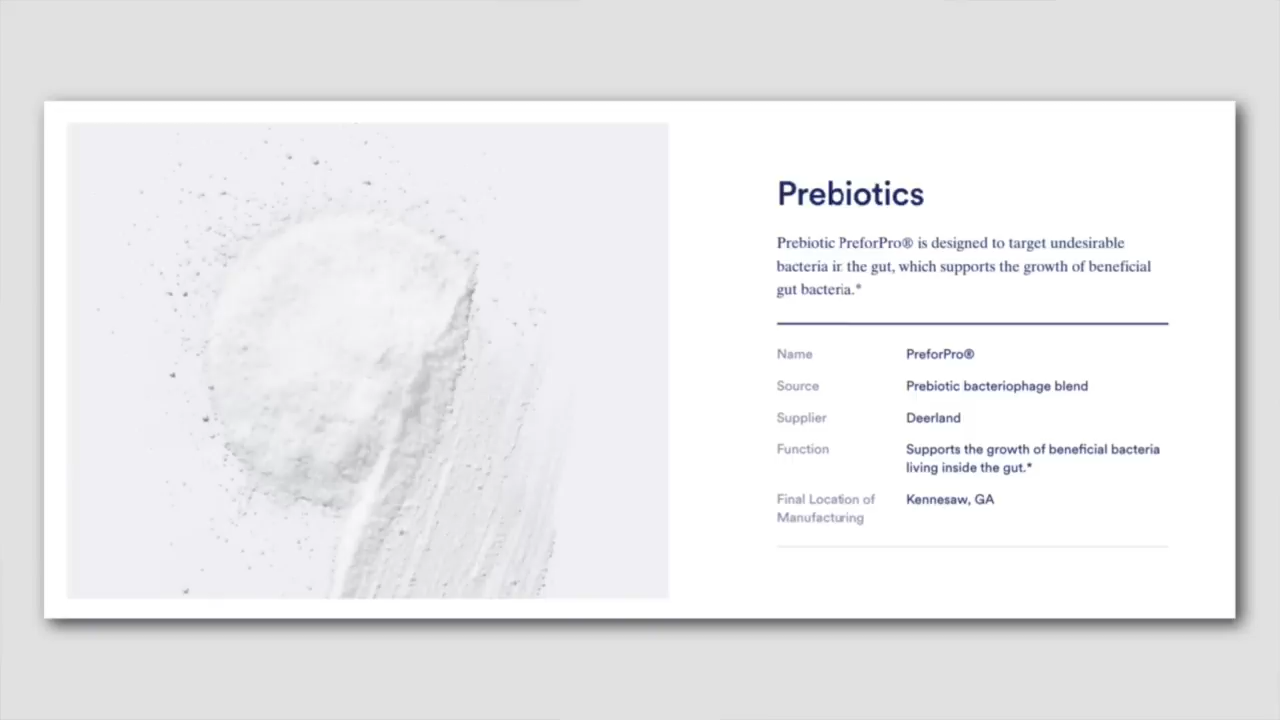 Prebiotics
Prebiotic PreforPro® is designed to target undesirable
bacteria in the gut, which supports the growth of beneficial
gut bacteria.*
Name PreforPro®
Source Prebiotic bacteriophage blend
Supplier Deerland
Function Supports the growth of beneficial bacteria
living inside the gut.*
Final Location of Kennesaw, GA
Manufacturing